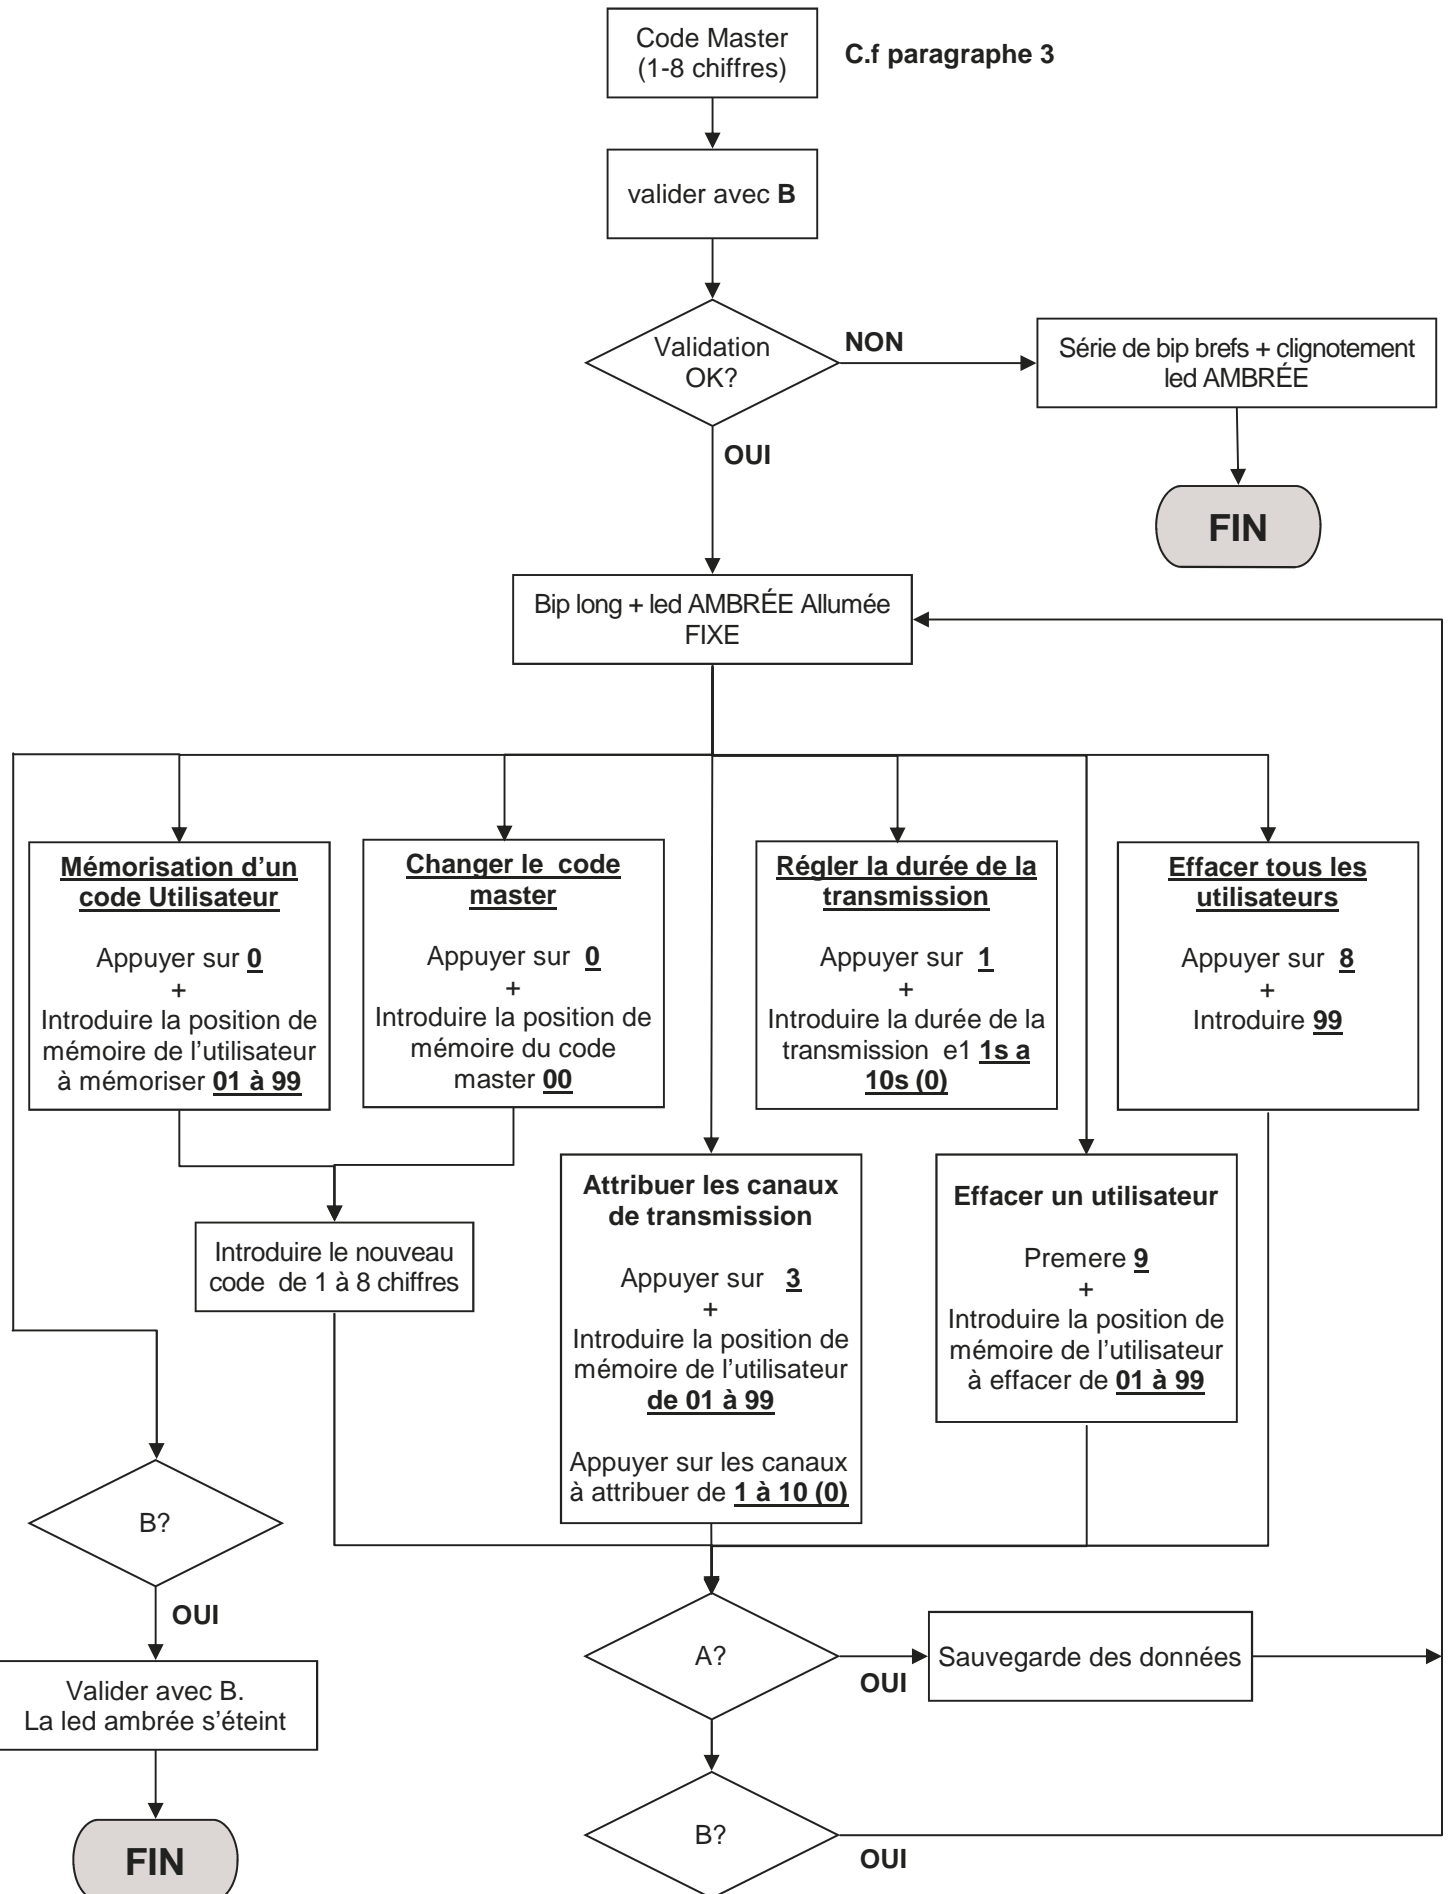 Code Master
(1-8 chiffres)
C.f paragraphe 3
valider avec B
Validation
OK?
NON
Série de bip brefs + clignotement
led AMBRÉE
OUI
FIN
Bip long + led AMBRÉE Allumée
FIXE
Mémorisation d’un
code Utilisateur
Appuyer sur 0
+
Introduire la position de
mémoire de l’utilisateur
à mémoriser 01 à 99
Changer le code
master
Appuyer sur 0
+
Introduire la position de
mémoire du code
master 00
Régler la durée de la
transmission
Appuyer sur 1
+
Introduire la durée de la
transmission e1 1s a
10s (0)
Effacer tous les
utilisateurs
Appuyer sur 8
+
Introduire 99
Introduire le nouveau
code de 1 à 8 chiffres
Attribuer les canaux
de transmission
Appuyer sur 3
+
Introduire la position de
mémoire de l’utilisateur
de 01 à 99
Appuyer sur les canaux
à attribuer de 1 à 10 (0)
Effacer un utilisateur
Premere 9
+
Introduire la position de
mémoire de l’utilisateur
à effacer de 01 à 99
B?
OUI
Valider avec B.
La led ambrée s’éteint
FIN
A?
OUI
Sauvegarde des données
B?
OUI